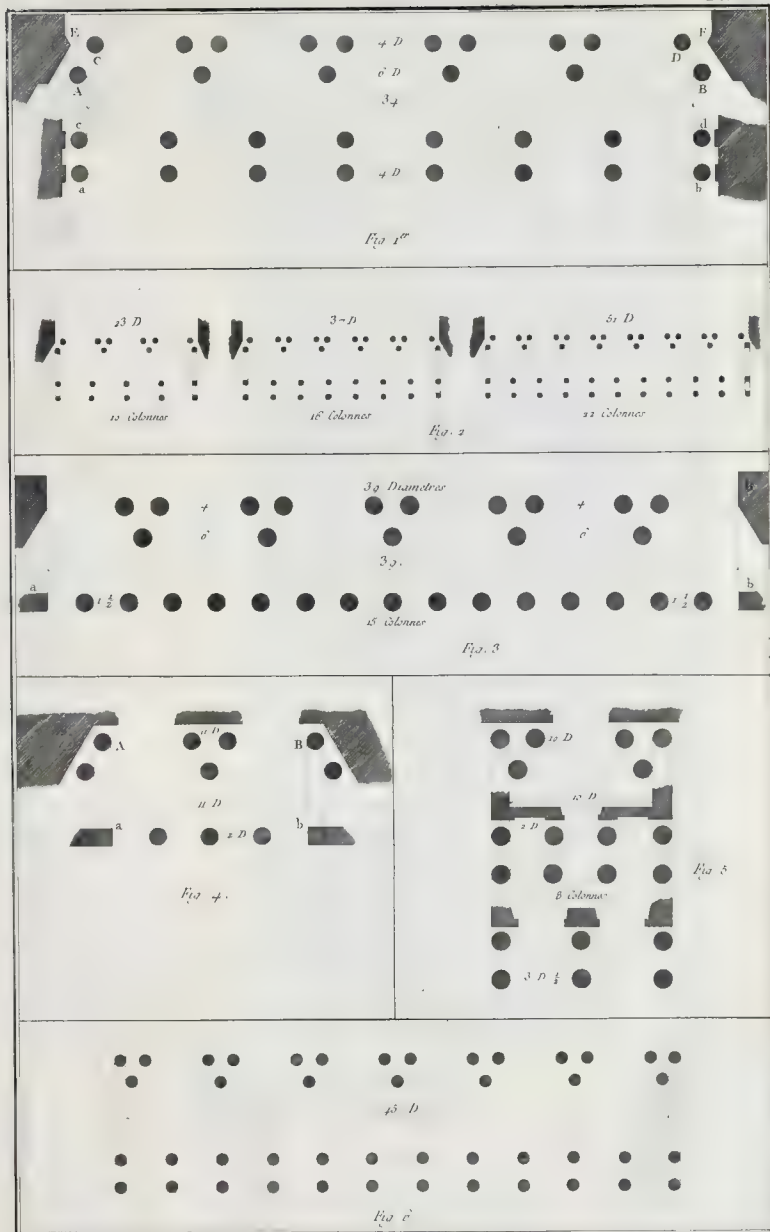 E F
C 4 D D
A 6 D B
34
c d
a 4 D b
Fig 1er
23 D 37 D 51 D
10 Colonnes 16 Colonnes 22 Colonnes
Fig. 2
39 Diametres
4 4
6 6
39.
a b
1 1/2 1 1/2
15 Colonnes
Fig. 3
11 D
A B
11 D
a 2 D b
Fig 4.
10 D
10 D
2 D
Fig 5
8 Colonnes
3 D 1/2
45 D
Fig 6